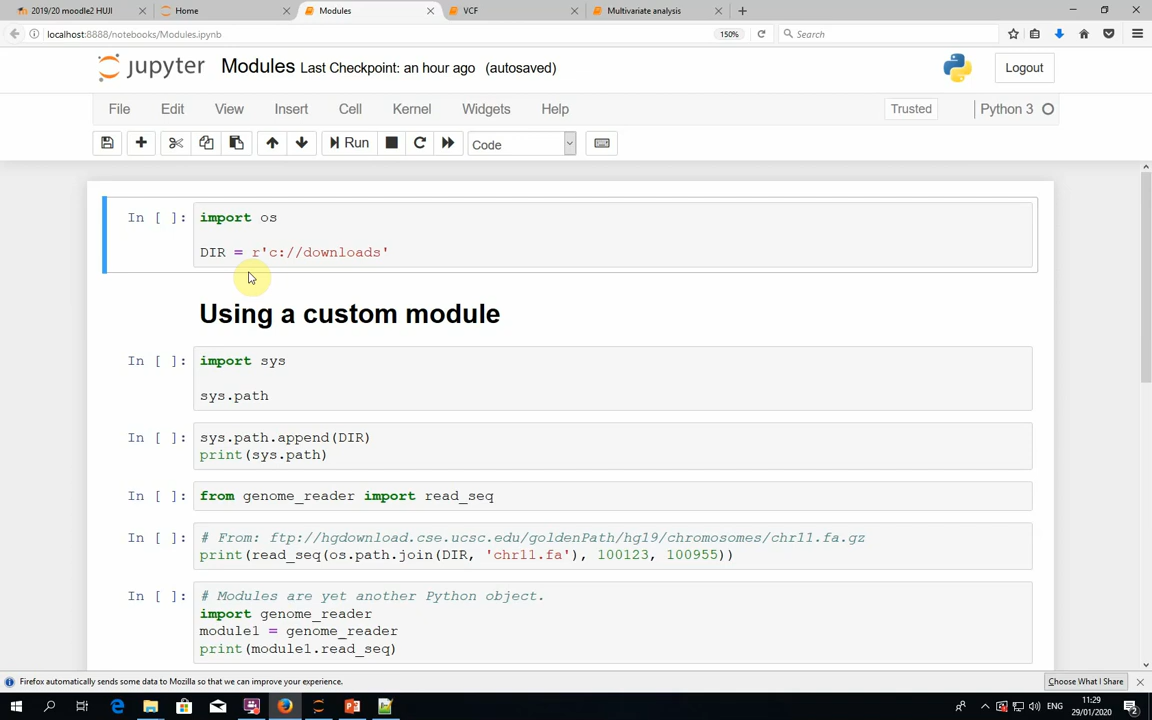 2019/20 moodle2 HUJI
Home
Modules
VCF
Multivariate analysis
localhost:8888/notebooks/Modules.ipynb
150%
Search
jupyter
Modules Last Checkpoint: an hour ago (autosaved)
Logout
File Edit View Insert Cell Kernel Widgets Help
Trusted
Python 3
Run
Code
In [ ]:
import os
DIR = r'c://downloads'
Using a custom module
In [ ]:
import sys
sys.path
In [ ]:
sys.path.append(DIR)
print(sys.path)
In [ ]:
from genome_reader import read_seq
In [ ]:
# From: ftp://hgdownload.cse.ucsc.edu/goldenPath/hg19/chromosomes/chr11.fa.gz
print(read_seq(os.path.join(DIR, 'chr11.fa'), 100123, 100955))
In [ ]:
# Modules are yet another Python object.
import genome_reader
module1 = genome_reader
print(module1.read_seq)
Firefox automatically sens some data to Mozilla so that we can improve your experience.
Choose What I Share
ENG
11:29
29/01/2020
2